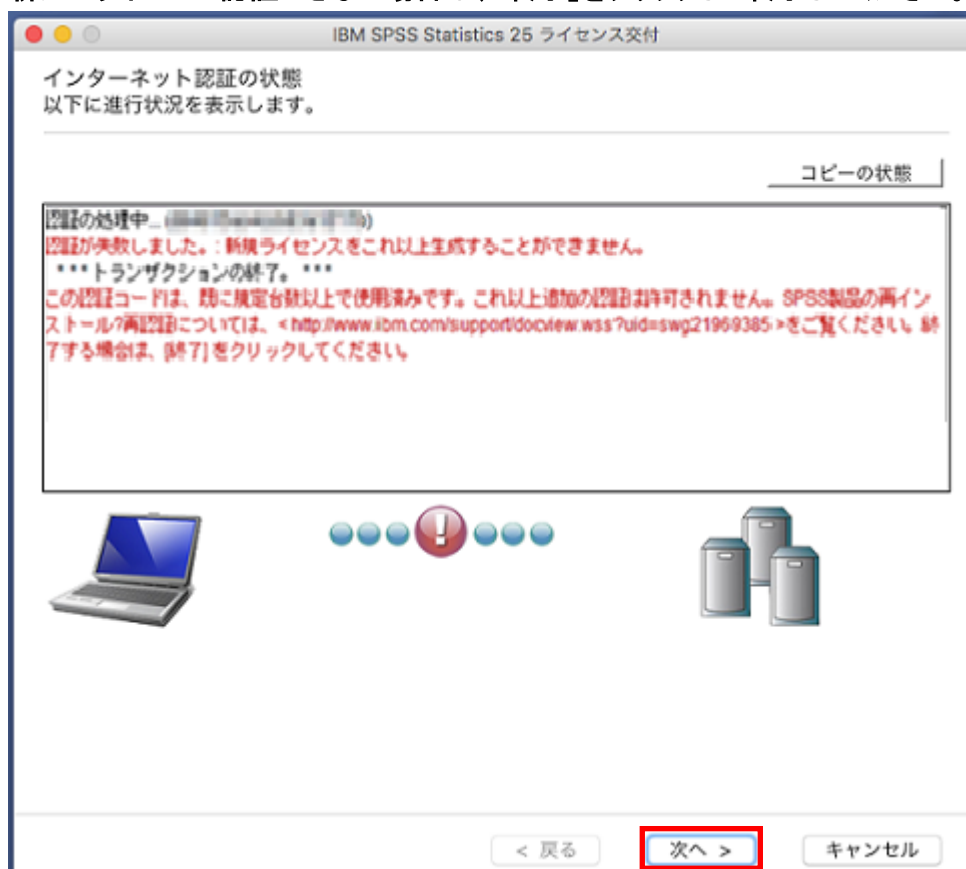 IBM SPSS Statistics 25 ライセンス交付
インターネット認証の状態
以下に進行状況を表示します。
コピーの状態
認証の処理中...
認証が失敗しました。: 新規ライセンスをこれ以上生成することができません。
***トランザクションの終了。***
この認証コードは、既に規定台数以上で使用済みです。これ以上追加の認証は許可されません。SPSS製品の再イン
ストール?再認証については、<http://www.ibm.com/support/docview.wss?uid=swg21969385>をご覧ください。終
了する場合は、[終了]をクリックしてください。
< 戻る
次へ >
キャンセル